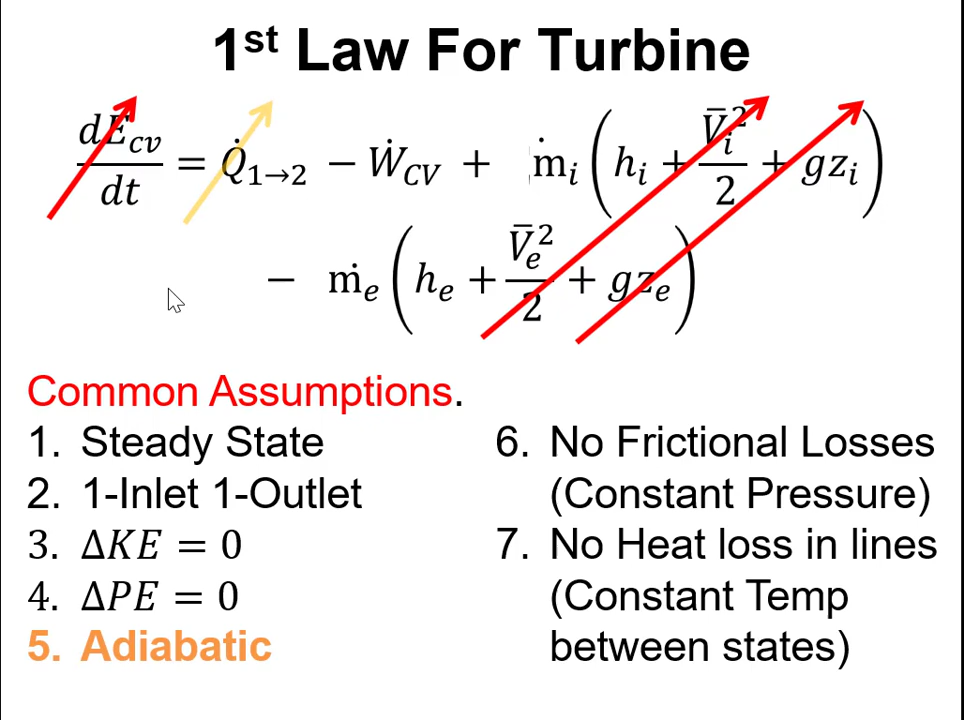 1st Law For Turbine
dE_cv/dt = Q̇_1→2 − Ẇ_CV + ṁ_i (h_i + V̄_i²/2 + gz_i)
− ṁ_e (h_e + V̄_e²/2 + gz_e)
Common Assumptions.
1. Steady State
2. 1-Inlet 1-Outlet
3. ΔKE = 0
4. ΔPE = 0
5. Adiabatic
6. No Frictional Losses
(Constant Pressure)
7. No Heat loss in lines
(Constant Temp
between states)